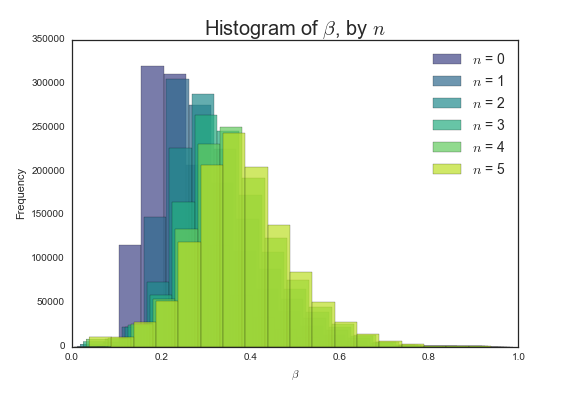 Histogram of β, by n
350000
300000
250000
200000
150000
100000
50000
0
Frequency
n = 0
n = 1
n = 2
n = 3
n = 4
n = 5
0.0 0.2 0.4 0.6 0.8 1.0
β